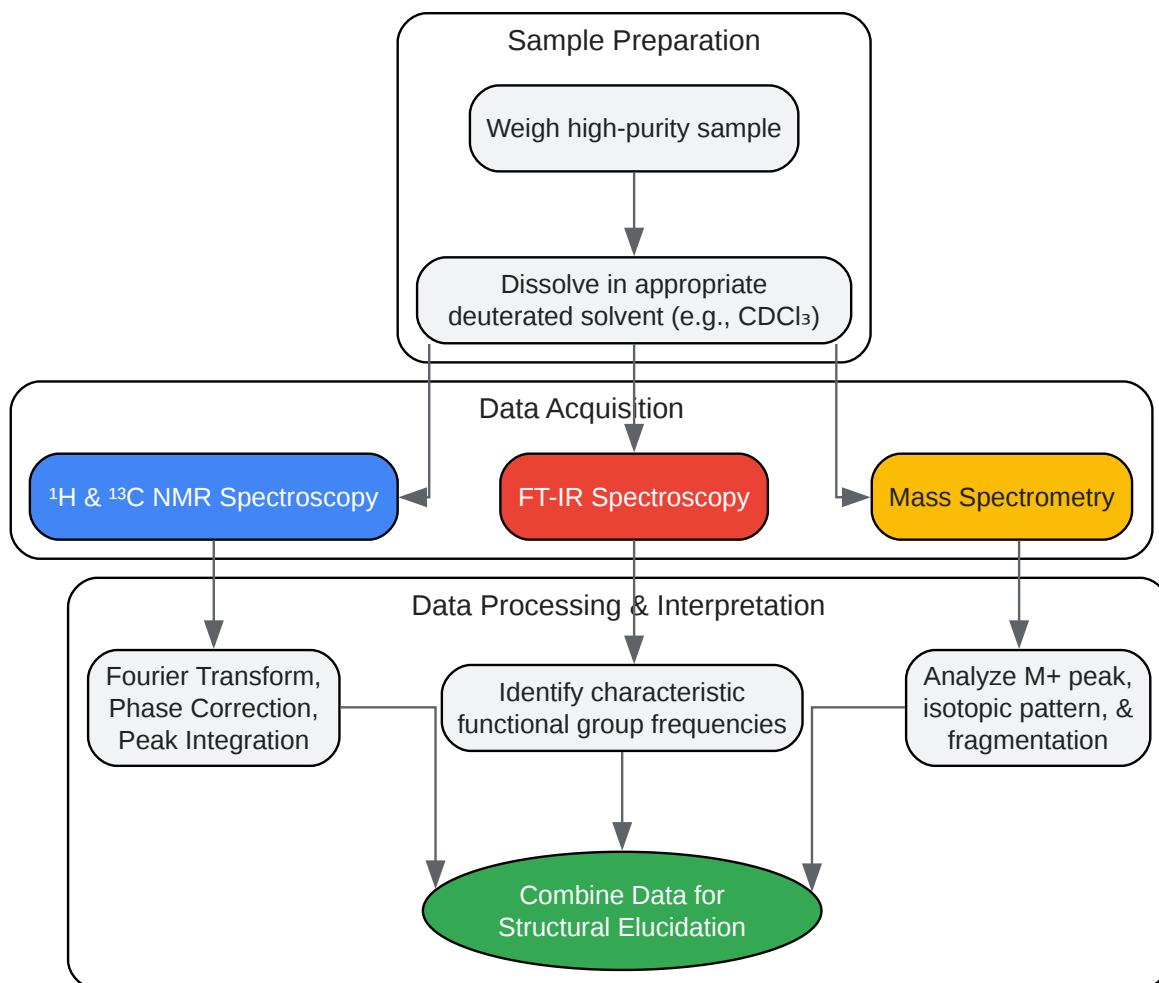 Sample Preparation
Weigh high-purity sample
Dissolve in appropriate
deuterated solvent (e.g., CDCl₃)
Data Acquisition
¹H & ¹³C NMR Spectroscopy
FT-IR Spectroscopy
Mass Spectrometry
Data Processing & Interpretation
Fourier Transform,
Phase Correction,
Peak Integration
Identify characteristic
functional group frequencies
Analyze M+ peak,
isotopic pattern, &
fragmentation
Combine Data for
Structural Elucidation